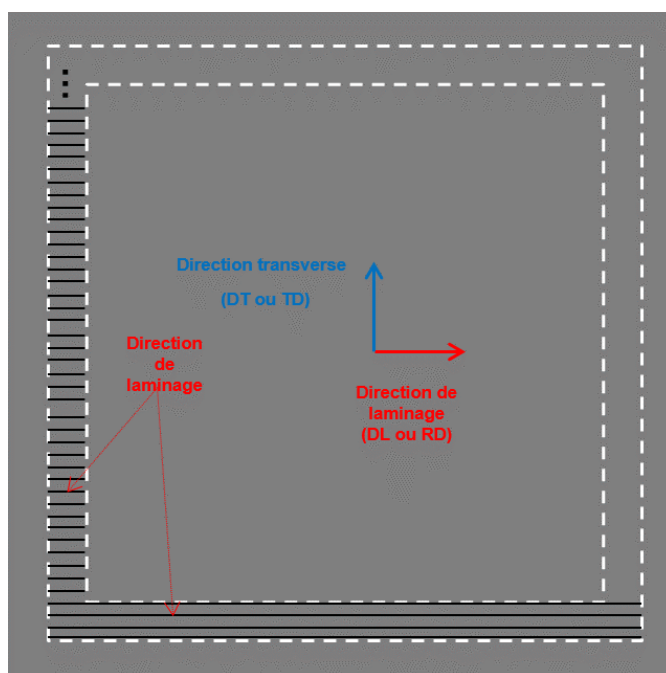 Direction transverse
(DT ou TD)
Direction
de
laminage
Direction de
laminage
(DL ou RD)